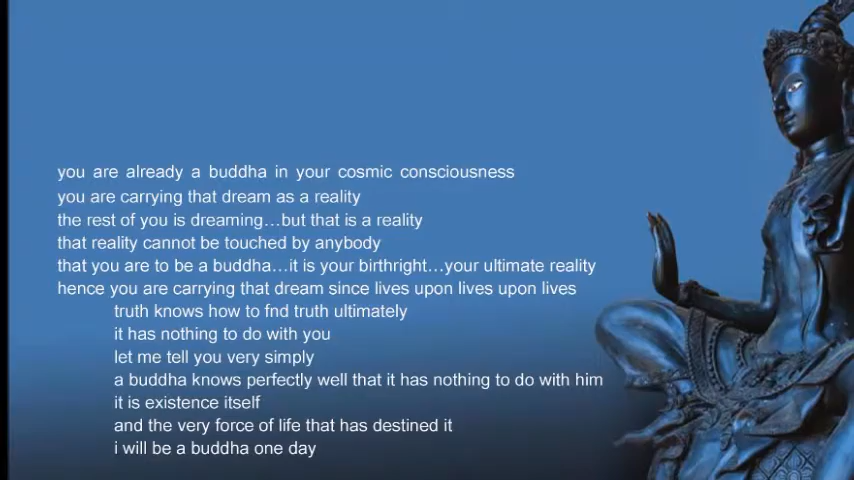 you are already a buddha in your cosmic consciousness
you are carrying that dream as a reality
the rest of you is dreaming...but that is a reality
that reality cannot be touched by anybody
that you are to be a buddha...it is your birthright...your ultimate reality
hence you are carrying that dream since lives upon lives upon lives
truth knows how to fnd truth ultimately
it has nothing to do with you
let me tell you very simply
a buddha knows perfectly well that it has nothing to do with him
it is existence itself
and the very force of life that has destined it
i will be a buddha one day